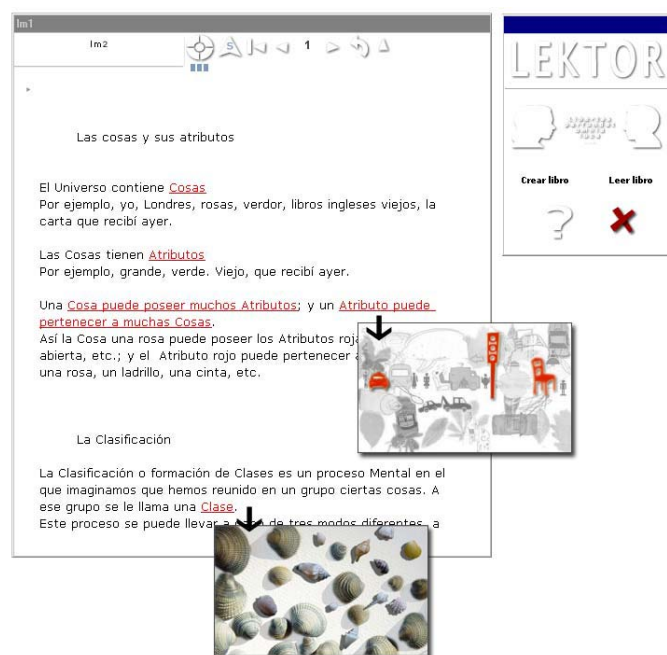 lm1
lm2
S
1
Las cosas y sus atributos
El Universo contiene Cosas
Por ejemplo, yo, Londres, rosas, verdor, libros ingleses viejos, la
carta que recibí ayer.
Las Cosas tienen Atributos
Por ejemplo, grande, verde. Viejo, que recibí ayer.
Una Cosa puede poseer muchos Atributos; y un Atributo puede
pertenecer a muchas Cosas.
Así la Cosa una rosa puede poseer los Atributos
abierta, etc.; y el Atributo rojo puede pertenecer
una rosa, un ladrillo, una cinta, etc.
La Clasificación
La Clasificación o formación de Clases es un proceso Mental en el
que imaginamos que hemos reunido en un grupo ciertas cosas. A
ese grupo se le llama una Clase.
Este proceso se puede llevar a cabo de tres modos diferentes, a
LEKTOR
Crear libro
Leer libro
?